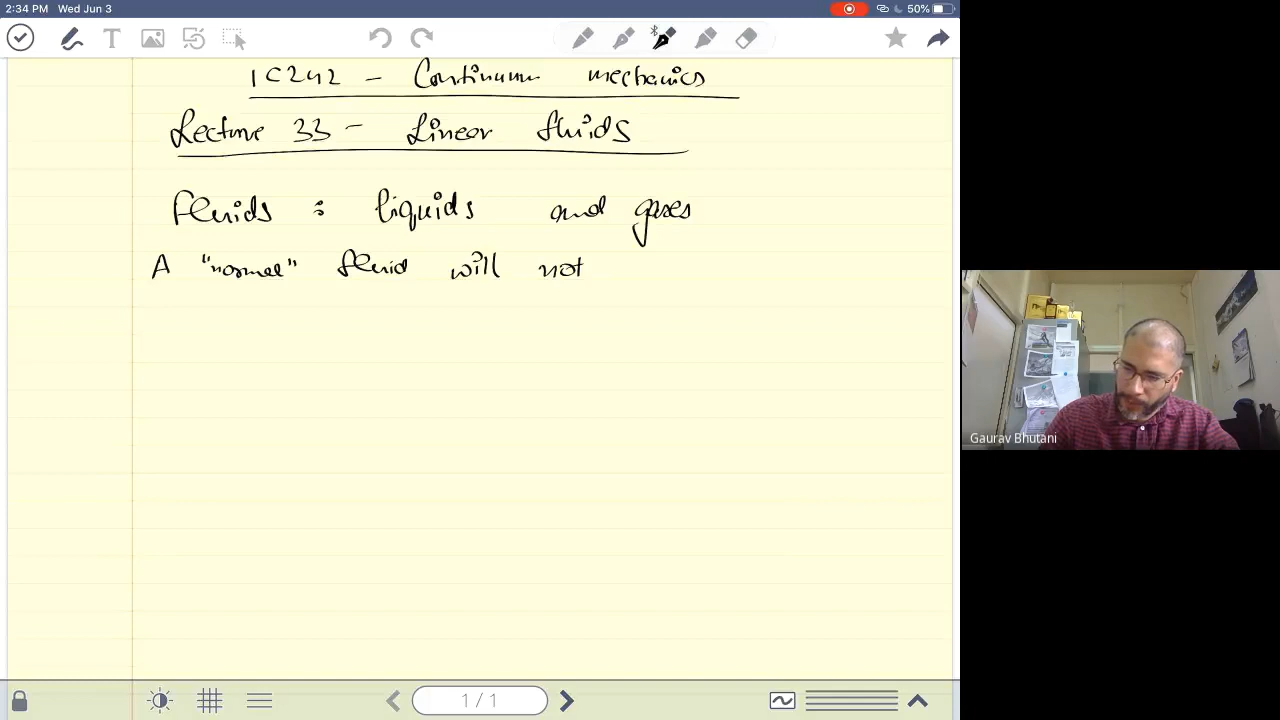 2:34 PM Wed Jun 3
50%
IC242 - Continuum mechanics
Lecture 33 - Linear fluids
Fluids : liquids and gases
A "normal" fluid will not
Gaurav Bhutani
1 / 1